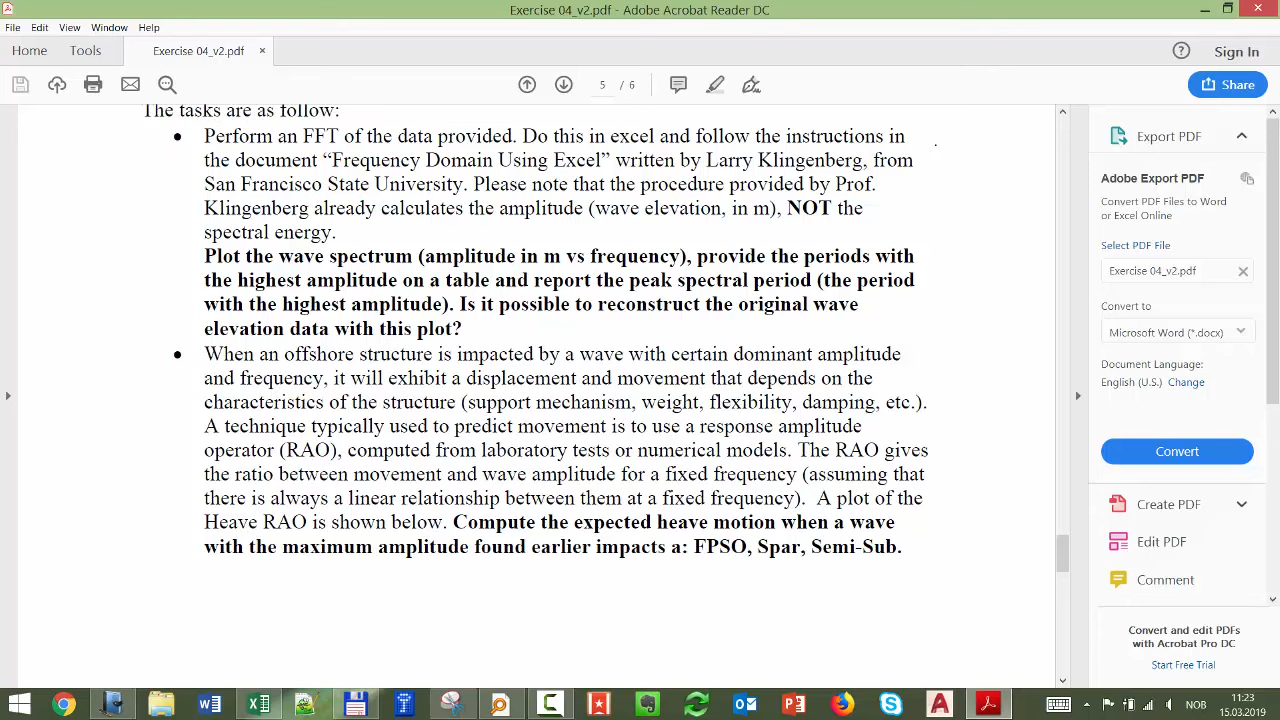 Exercise 04_v2.pdf - Adobe Acrobat Reader DC
File Edit View Window Help
Home Tools Exercise 04_v2.pdf × Sign In
5 / 6 Share
The tasks are as follow:
• Perform an FFT of the data provided. Do this in excel and follow the instructions in
the document “Frequency Domain Using Excel” written by Larry Klingenberg, from
San Francisco State University. Please note that the procedure provided by Prof.
Klingenberg already calculates the amplitude (wave elevation, in m), NOT the
spectral energy.
Plot the wave spectrum (amplitude in m vs frequency), provide the periods with
the highest amplitude on a table and report the peak spectral period (the period
with the highest amplitude). Is it possible to reconstruct the original wave
elevation data with this plot?
• When an offshore structure is impacted by a wave with certain dominant amplitude
and frequency, it will exhibit a displacement and movement that depends on the
characteristics of the structure (support mechanism, weight, flexibility, damping, etc.).
A technique typically used to predict movement is to use a response amplitude
operator (RAO), computed from laboratory tests or numerical models. The RAO gives
the ratio between movement and wave amplitude for a fixed frequency (assuming that
there is always a linear relationship between them at a fixed frequency). A plot of the
Heave RAO is shown below. Compute the expected heave motion when a wave
with the maximum amplitude found earlier impacts a: FPSO, Spar, Semi-Sub.
Export PDF
Adobe Export PDF
Convert PDF Files to Word
or Excel Online
Select PDF File
Exercise 04_v2.pdf
Convert to
Microsoft Word (*.docx)
Document Language:
English (U.S.) Change
Convert
Create PDF
Edit PDF
Comment
Convert and edit PDFs
with Acrobat Pro DC
Start Free Trial
NOB
11:23
15.03.2019